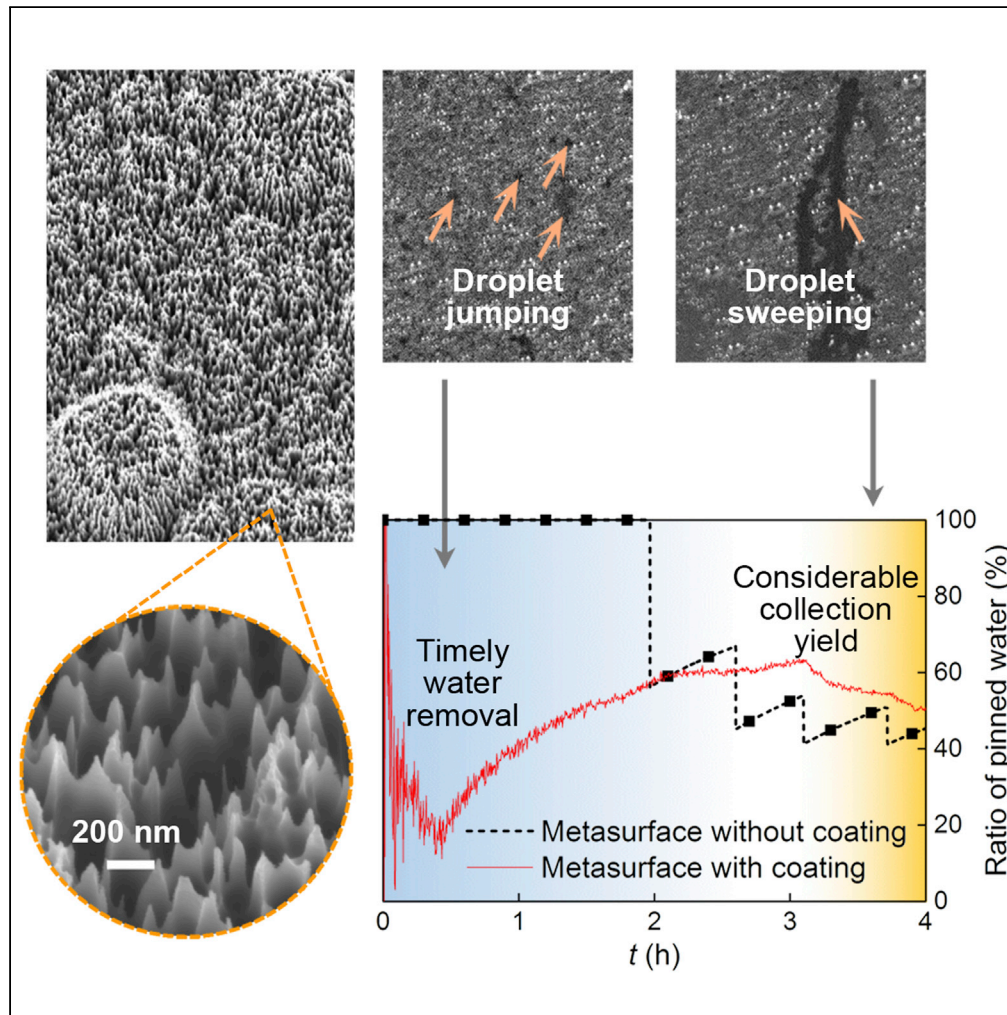 Droplet
jumping
Droplet
sweeping
200 nm
Timely
water
removal
Considerable
collection
yield
Metasurface without coating
Metasurface with coating
0
1
2
3
4
t (h)
100
80
60
40
20
0
Ratio of pinned water (%)